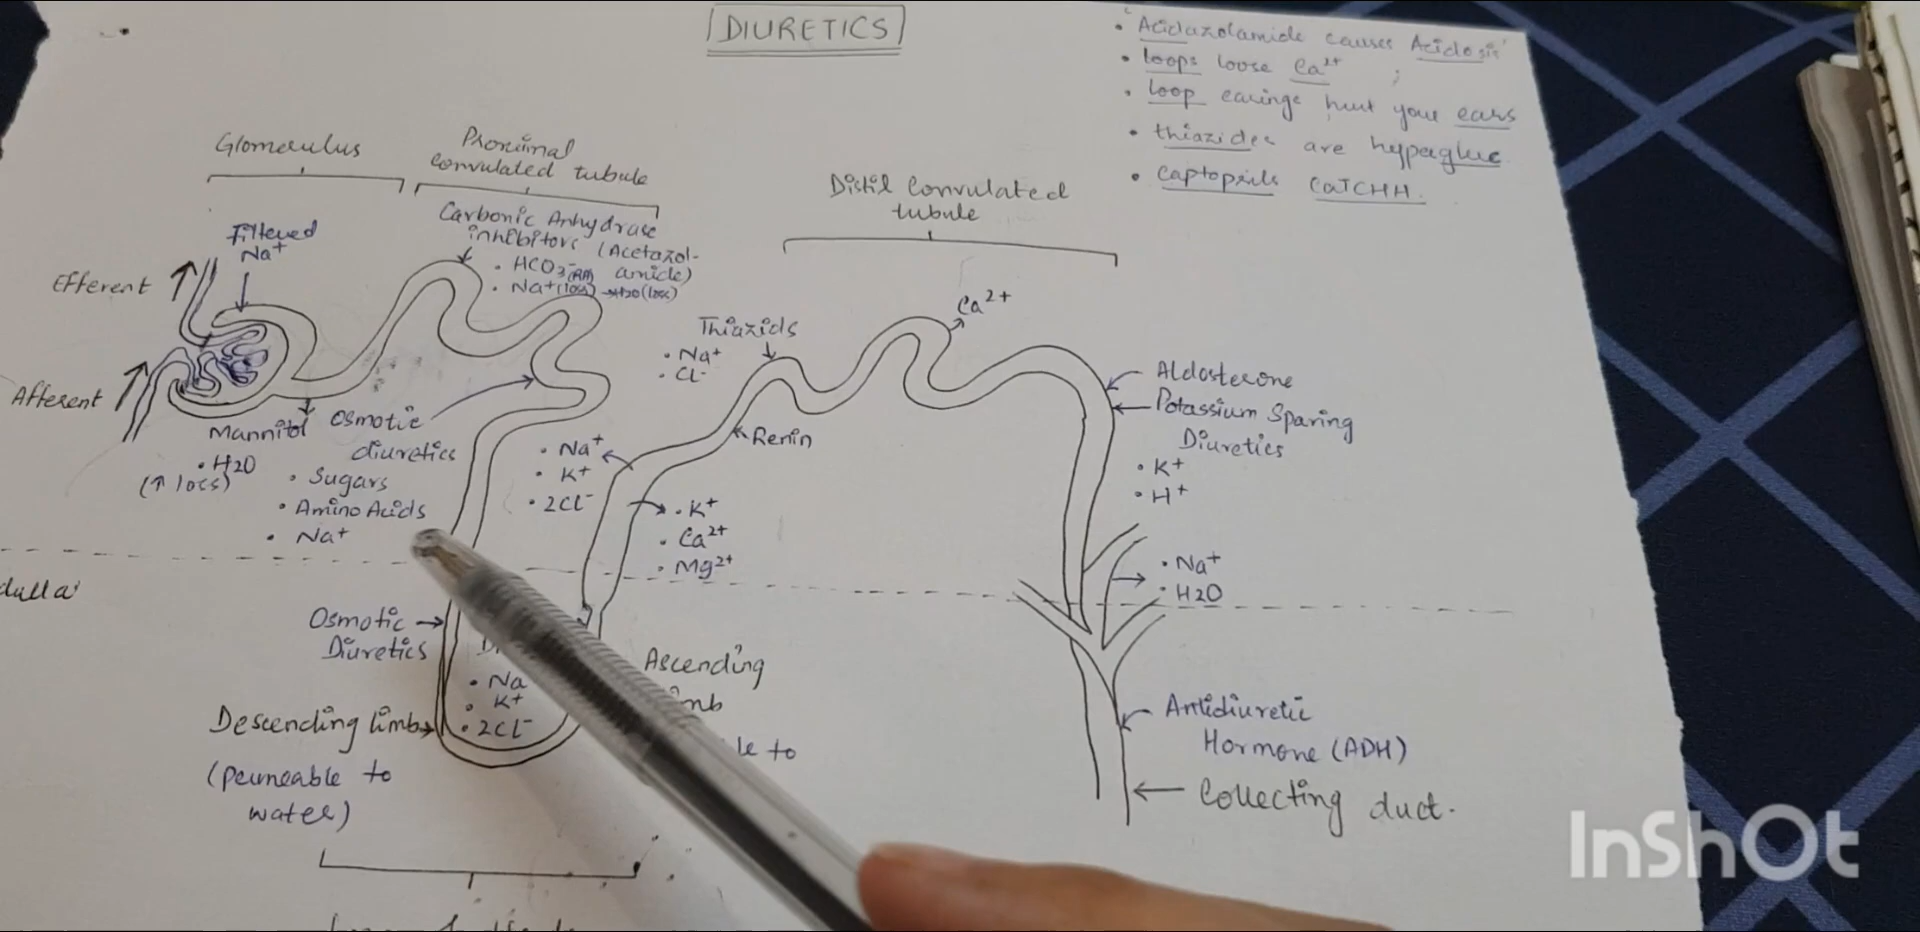 DIURETICS
• 'Acidazolamide causes Acidosis'
• loops loose Ca2+ ;
• loop earings hurt your ears
• thiazides are hyperglue
• captoprils CaTCHH.
Glomerulus
Proximal
convulated tubule
Distil Convulated
tubule
Filtered
Na+
Efferent
Afferent
Carbonic Anhydrase
inhibitors (Acetazol-
• HCO3- amide)
• Na+(loss) → H2O (loss)
Mannitol
• H2O
(↑ loss)
Osmotic
diuretics
• Sugars
• Amino Acids
• Na+
Thiazids
• Na+
• Cl-
Ca2+
Renin
• Na+
• K+
• 2Cl-
• K+
• Ca2+
• Mg2+
Aldosterone
Potassium Sparing
Diuretics
• K+
• H+
• Na+
• H2O
dulla
Osmotic
Diuretics
• Na
• K+
• 2Cl-
Descending limb
(permeable to
water)
Ascending
mb
le to
Antidiuretic
Hormone (ADH)
Collecting duct.
InShOt